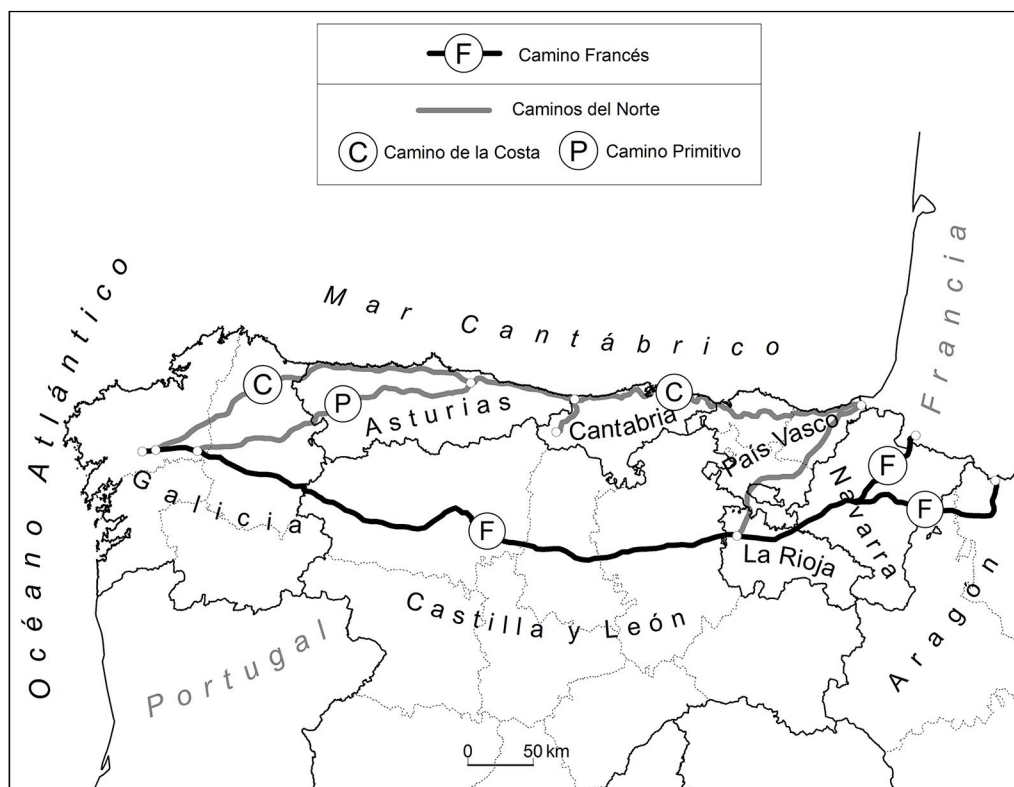 F Camino Francés
Caminos del Norte
C Camino de la Costa P Camino Primitivo
Océano Atlántico
Mar Cantábrico
Francia
C
C
P
Asturias
Cantabria
País Vasco
F
Navarra
F
Galicia
F
La Rioja
Castilla y León
Aragón
Portugal
0 50 km